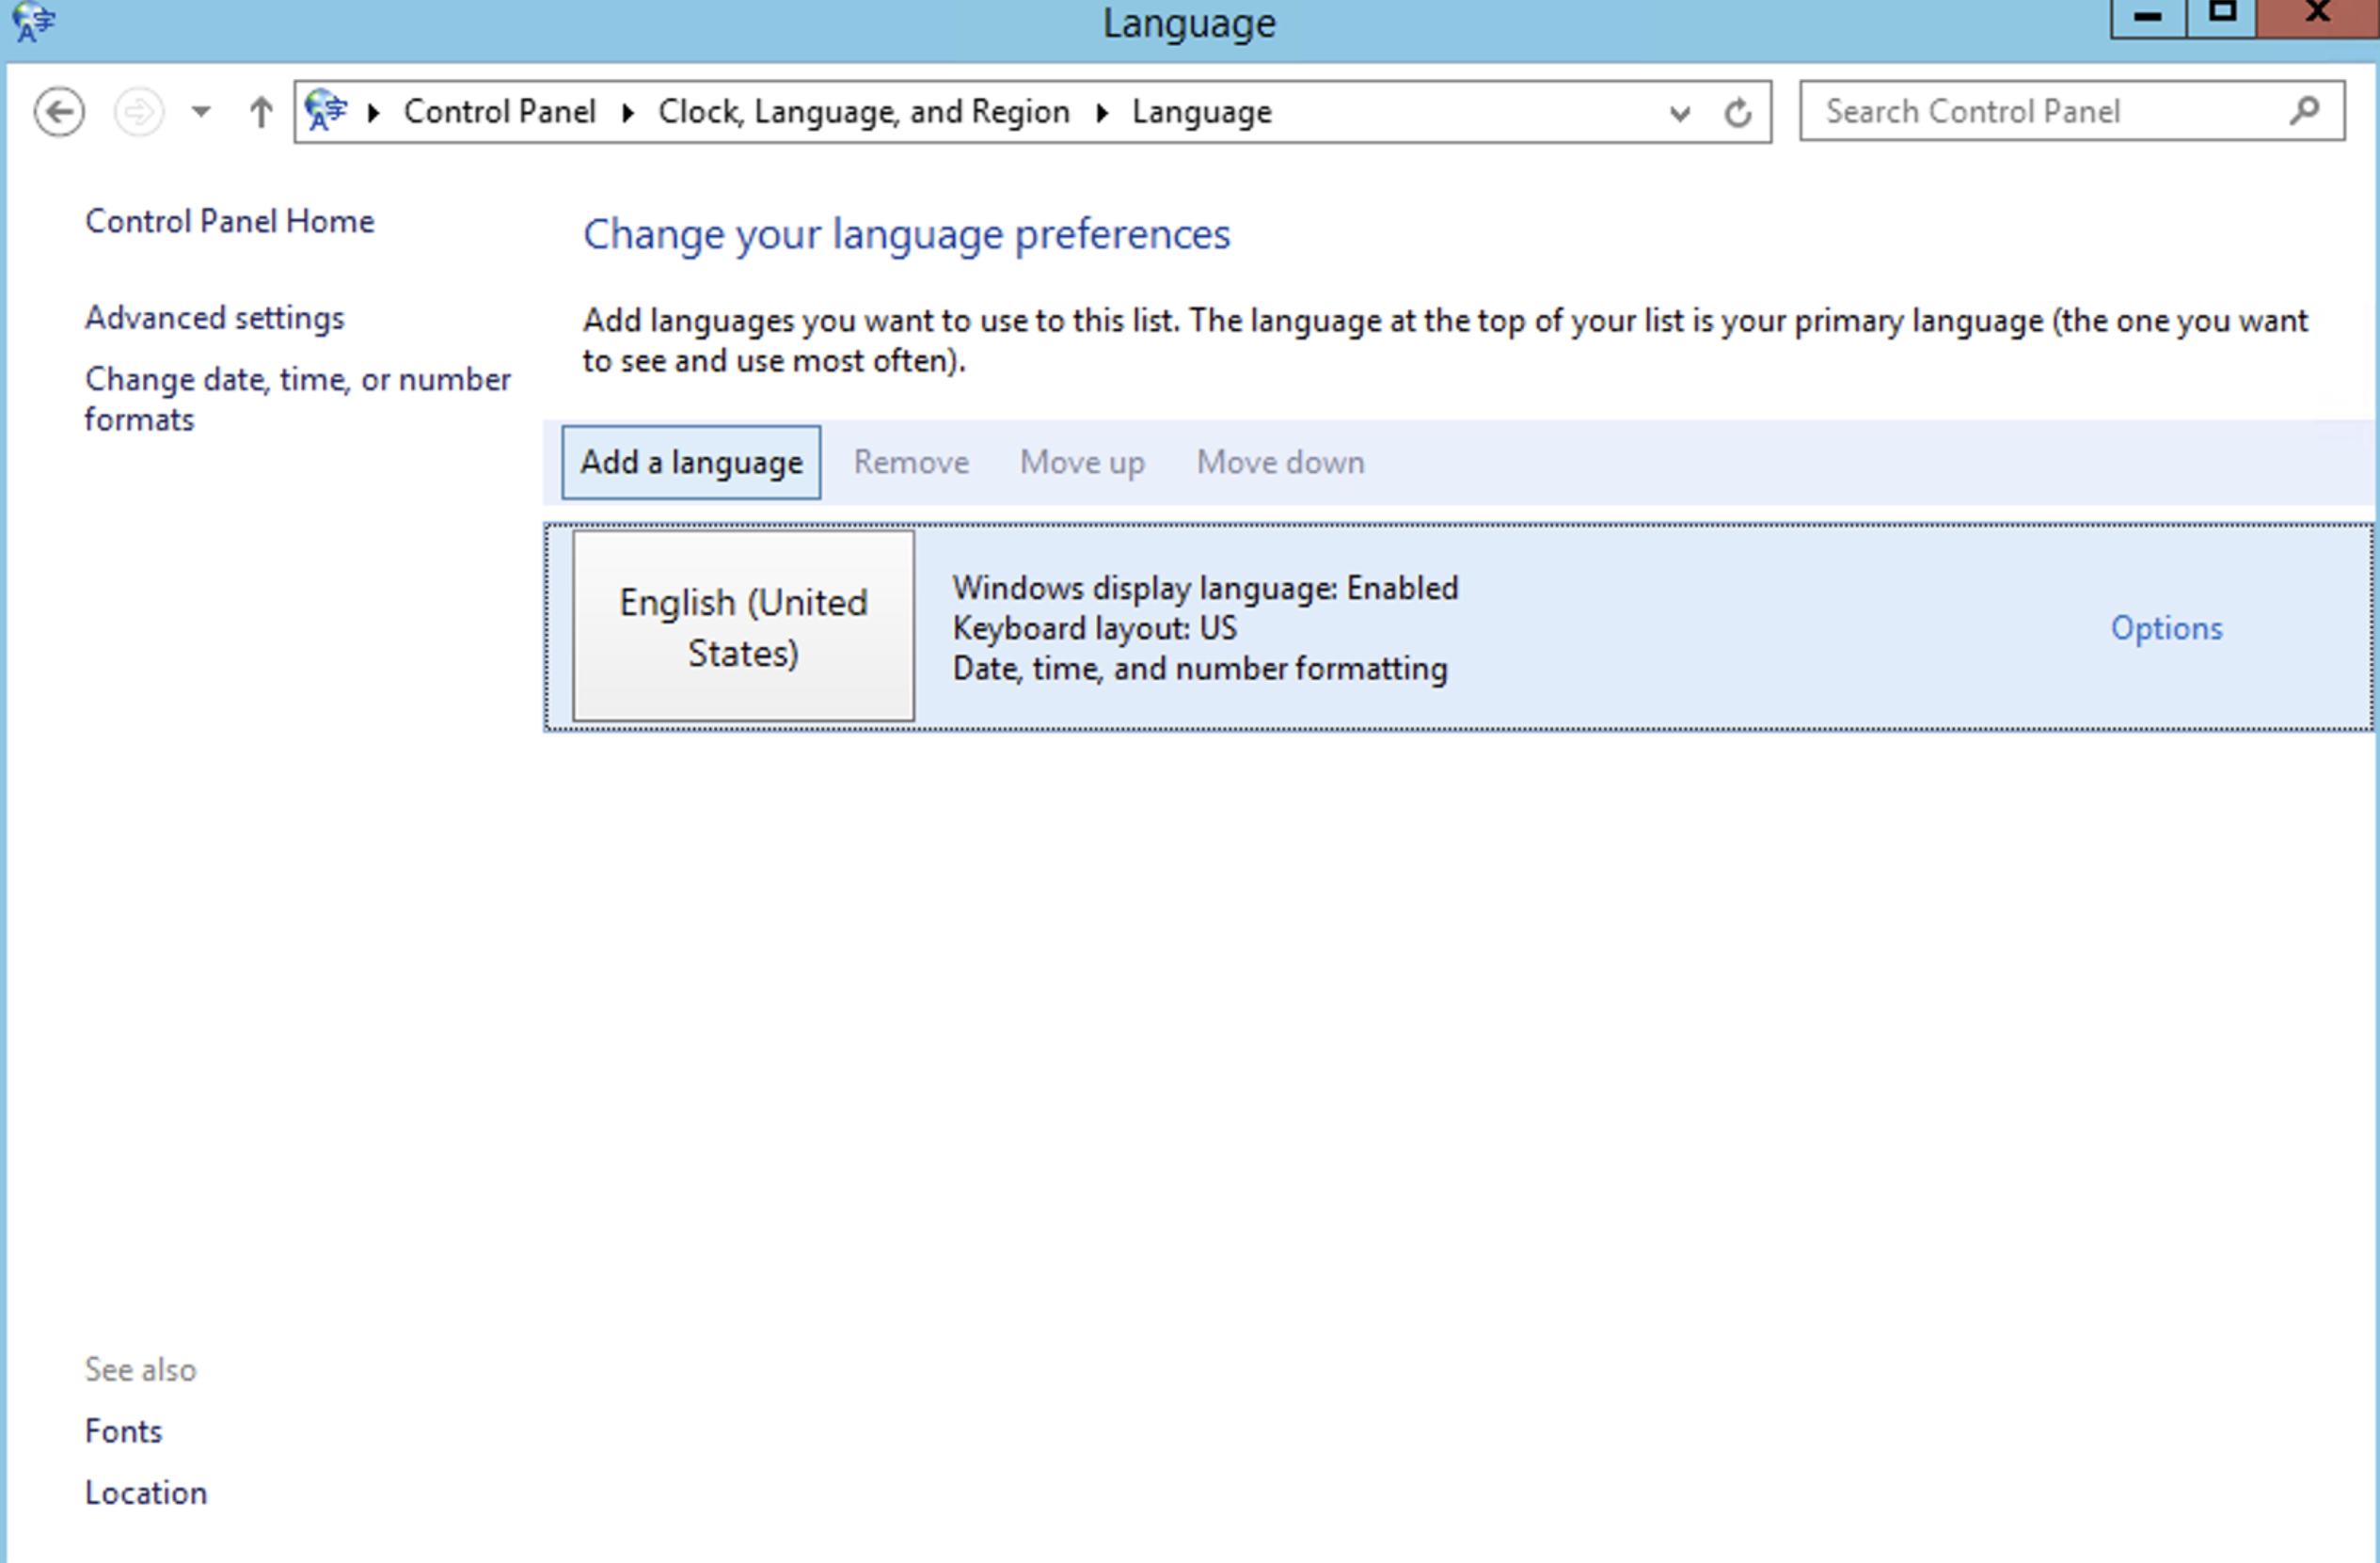 Language
Control Panel Clock, Language, and Region Language
Search Control Panel
Control Panel Home
Advanced settings
Change date, time, or number
formats
Change your language preferences
Add languages you want to use to this list. The language at the top of your list is your primary language (the one you want
to see and use most often).
Add a language Remove Move up Move down
English (United
States)
Windows display language: Enabled
Keyboard layout: US
Date, time, and number formatting
Options
See also
Fonts
Location